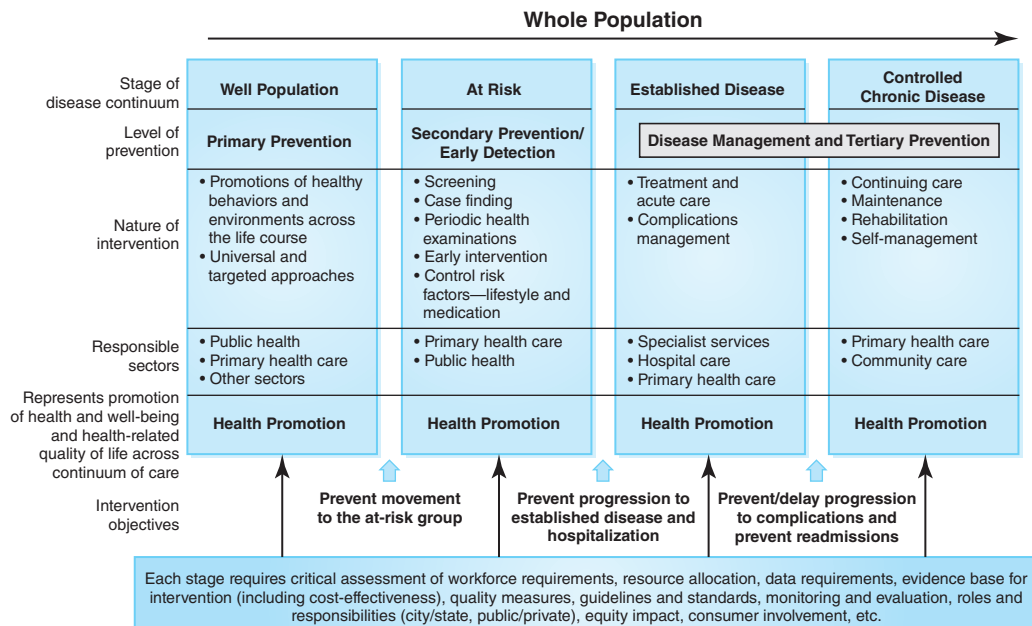 Whole Population
Stage of
disease continuum
Well Population
At Risk
Established Disease
Controlled
Chronic Disease
Level of
prevention
Primary Prevention
Secondary Prevention/
Early Detection
Disease Management and Tertiary Prevention
Nature of
intervention
• Promotions of healthy
behaviors and
environments across
the life course
• Universal and
targeted approaches
• Screening
• Case finding
• Periodic health
examinations
• Early intervention
• Control risk
factors—lifestyle and
medication
• Treatment and
acute care
• Complications
management
• Continuing care
• Maintenance
• Rehabilitation
• Self-management
Responsible
sectors
• Public health
• Primary health care
• Other sectors
• Primary health care
• Public health
• Specialist services
• Hospital care
• Primary health care
• Primary health care
• Community care
Represents promotion
of health and well-being
and health-related
quality of life across
continuum of care
Health Promotion
Health Promotion
Health Promotion
Health Promotion
Intervention
objectives
Prevent movement
to the at-risk group
Prevent progression to
established disease and
hospitalization
Prevent/delay progression
to complications and
prevent readmissions
Each stage requires critical assessment of workforce requirements, resource allocation, data requirements, evidence base for
intervention (including cost-effectiveness), quality measures, guidelines and standards, monitoring and evaluation, roles and
responsibilities (city/state, public/private), equity impact, consumer involvement, etc.